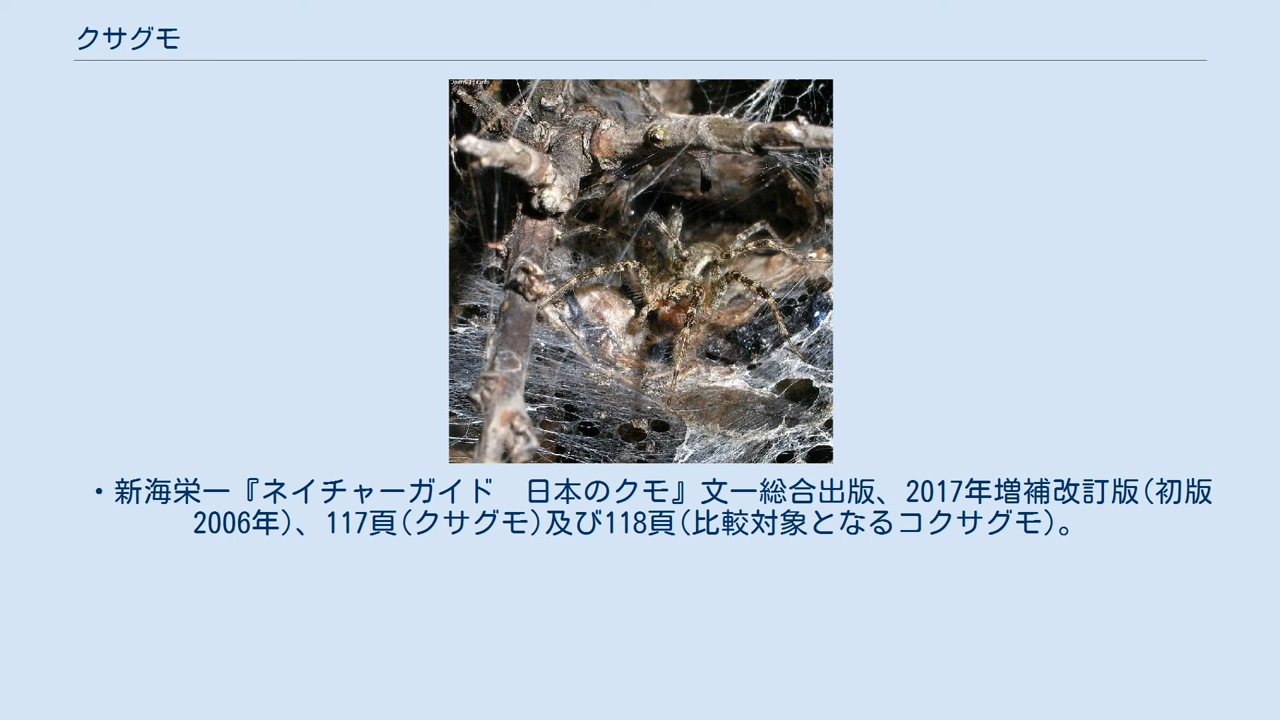 クサグモ
・新海栄一『ネイチャーガイド　日本のクモ』文一総合出版、2017年増補改訂版(初版
2006年)、117頁(クサグモ)及び118頁(比較対象となるコクサグモ)。